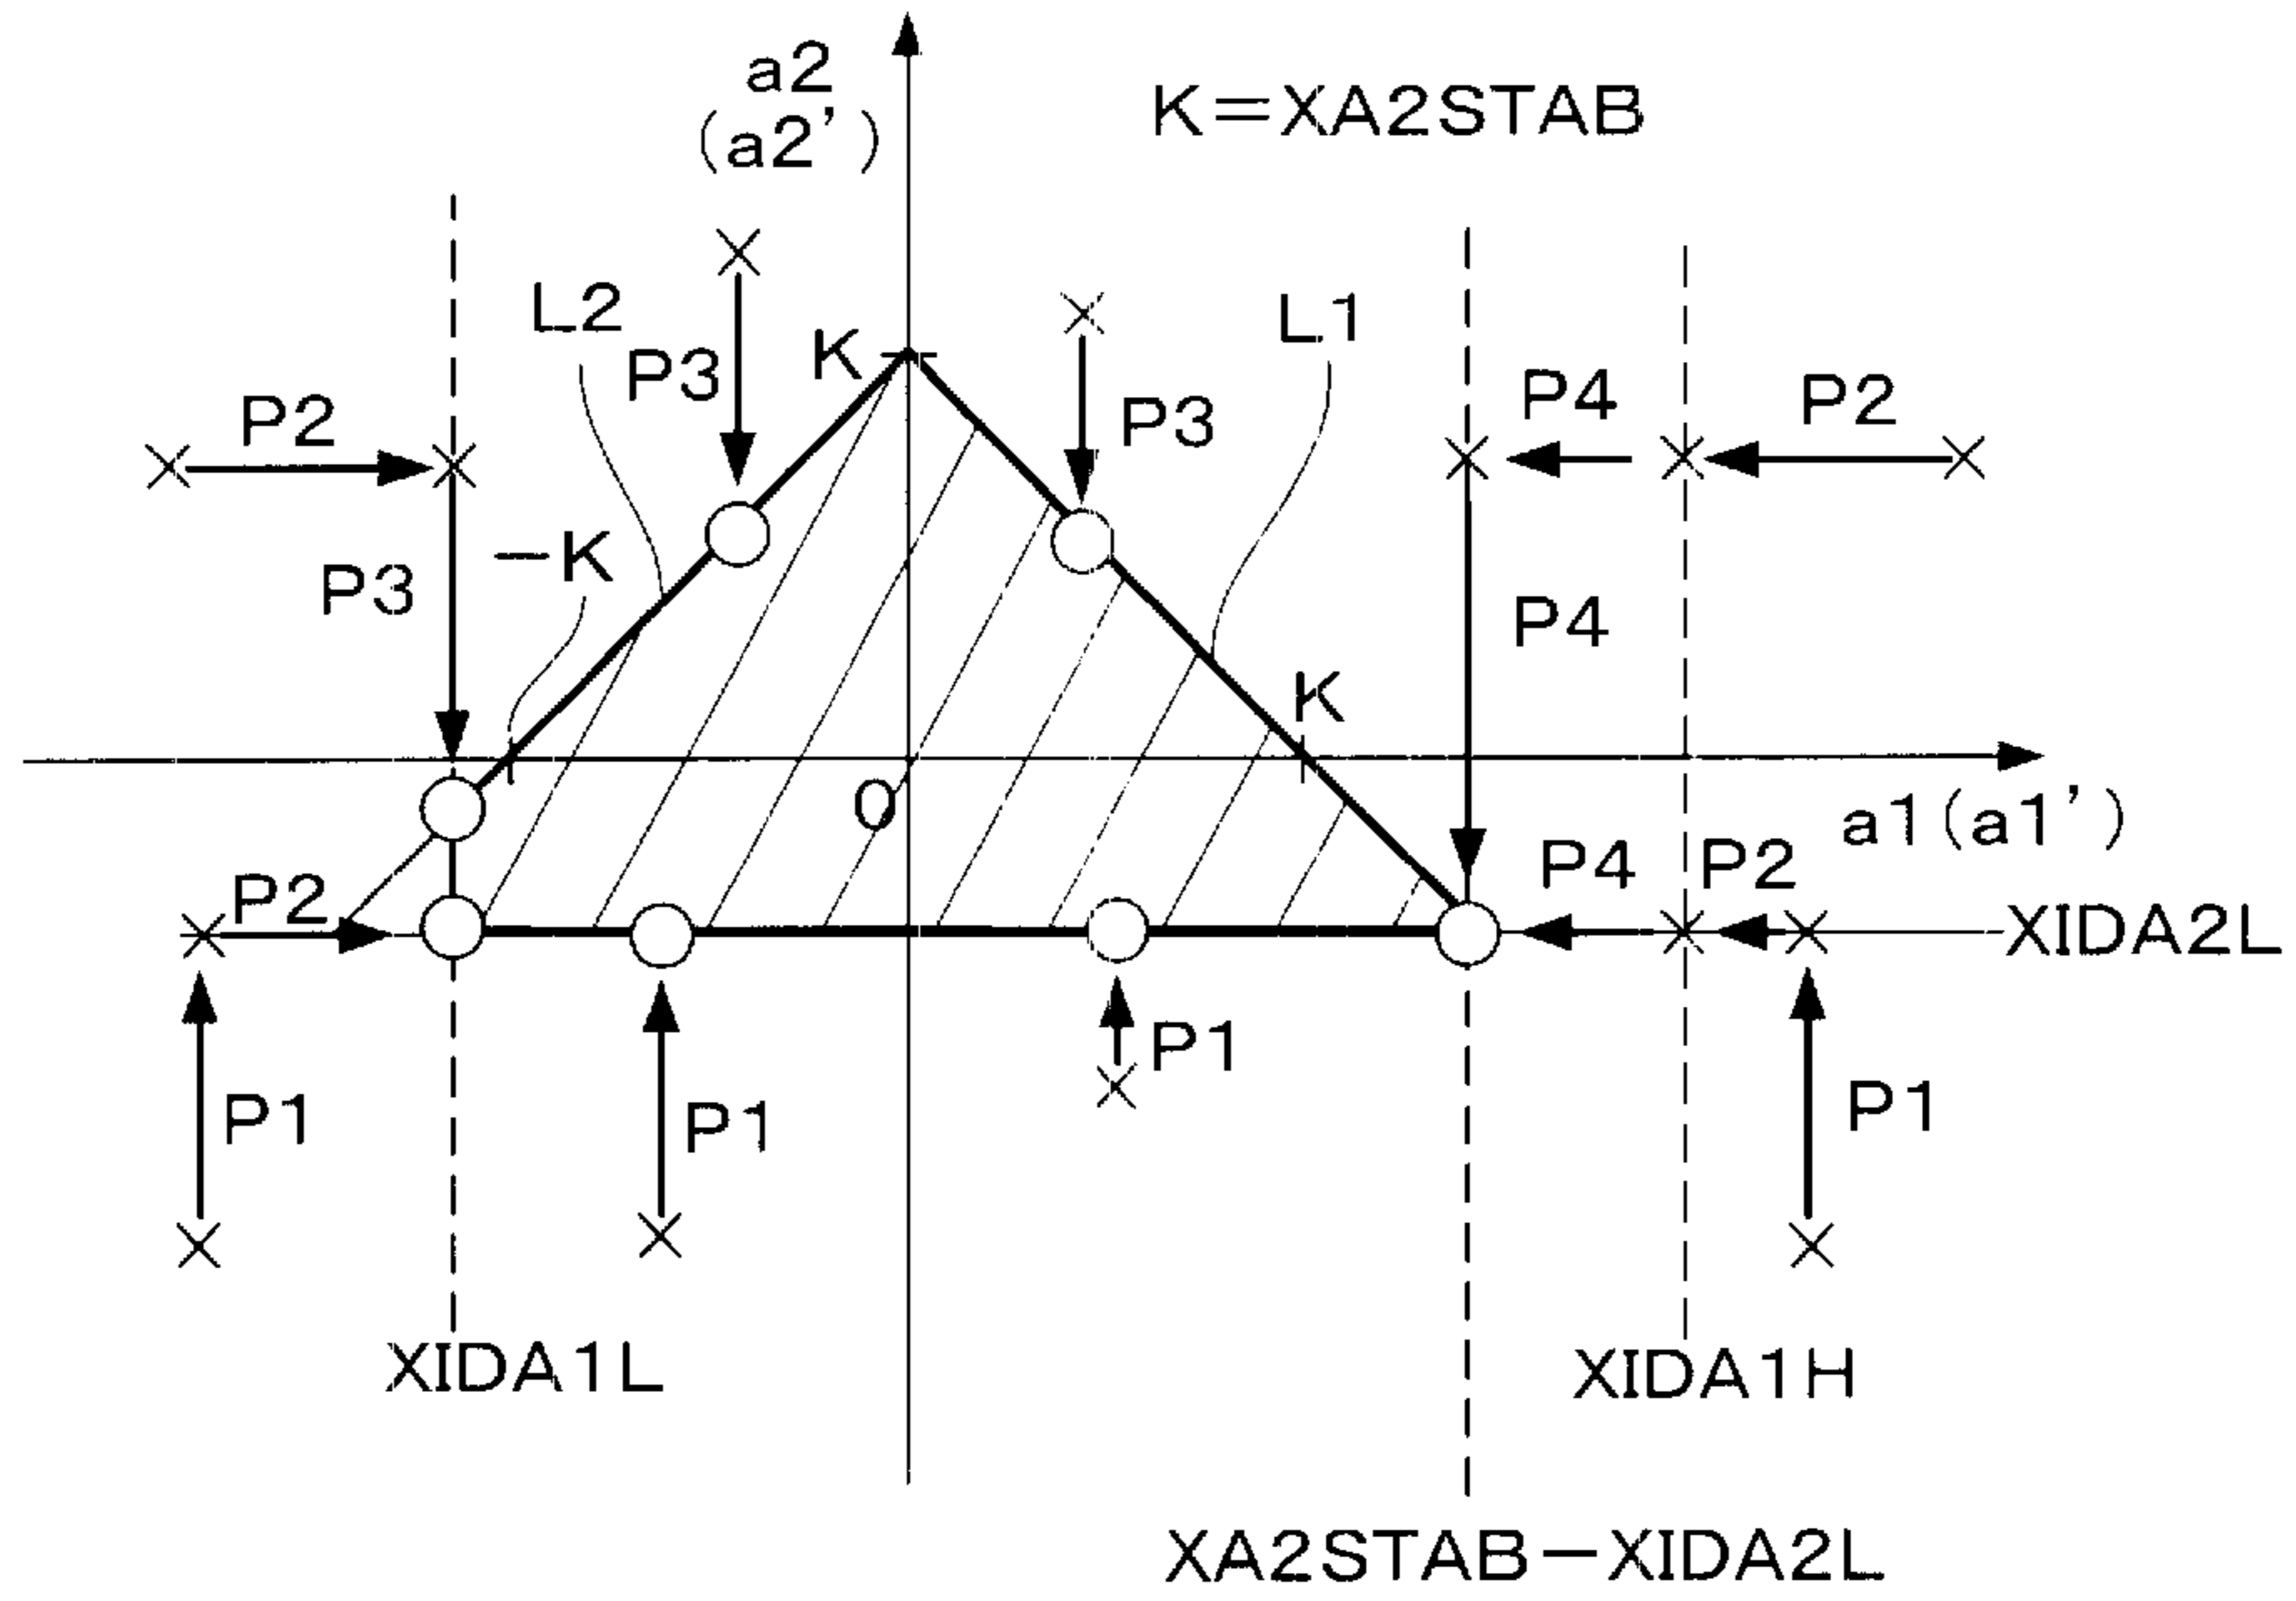 a2
(a2')
K=XA2STAB
L2
L1
P3
K
P3
P4
P2
P2
-K
P3
P4
K
0
a1(a1')
P2
P4
P2
XIDA2L
P1
P1
P1
P1
XIDA1L
XIDA1H
XA2STAB-XIDA2L